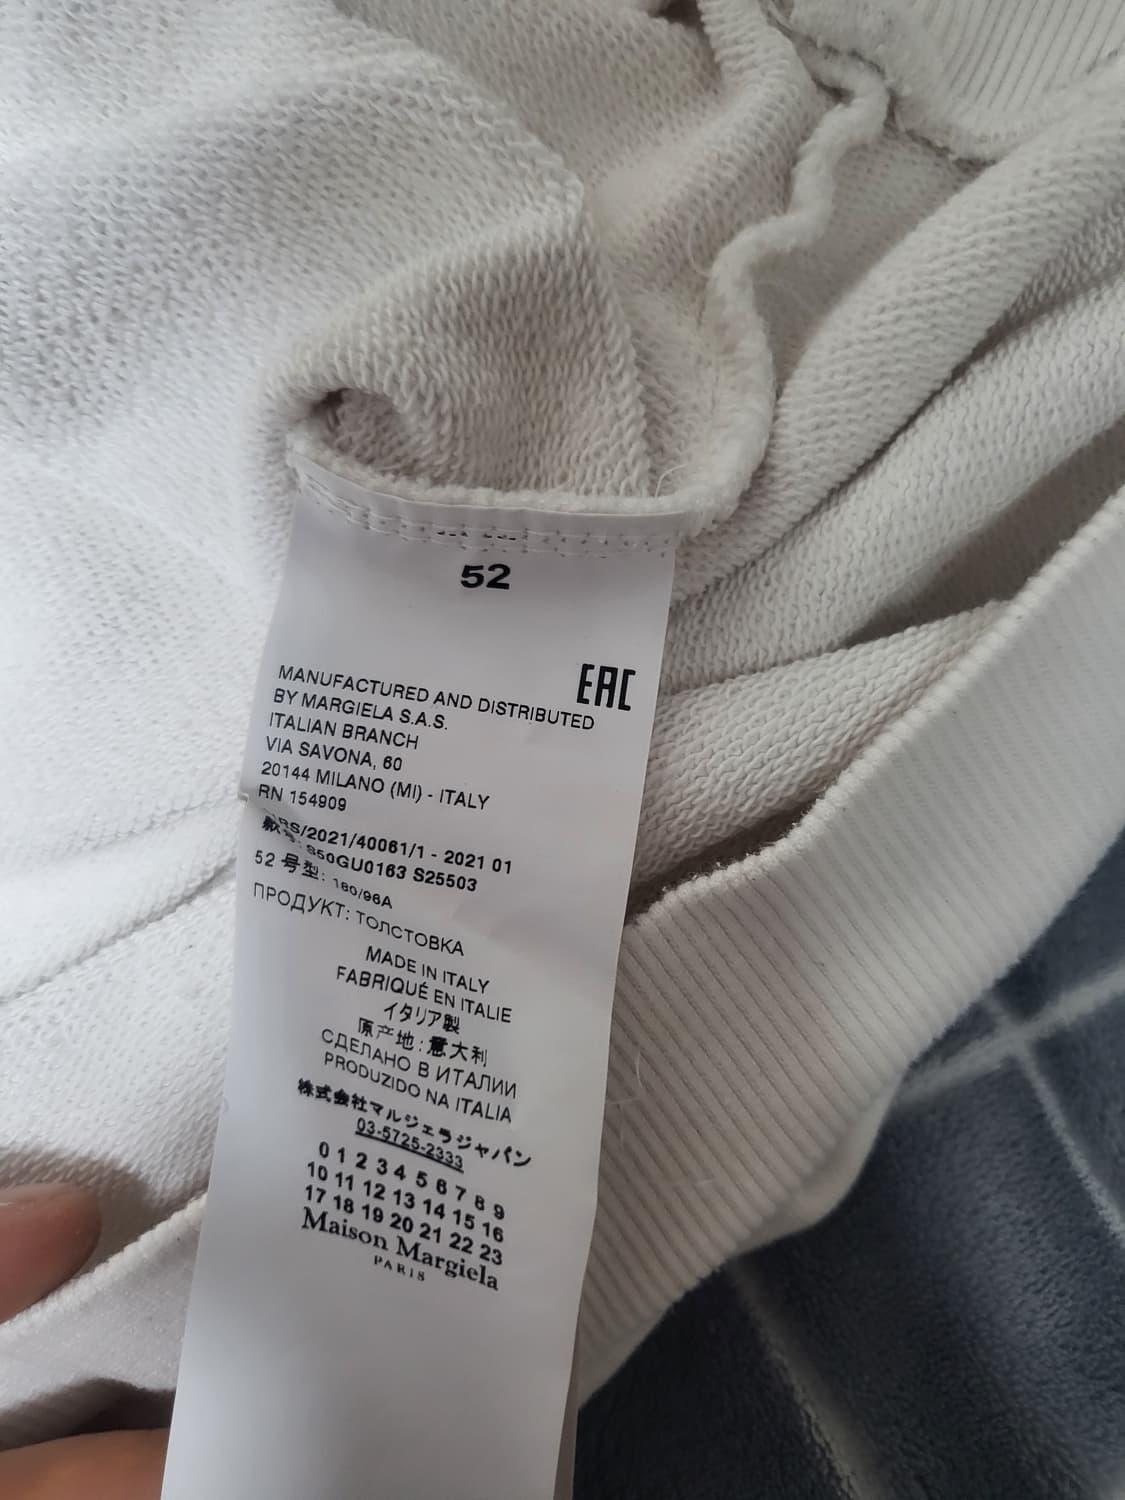 52
EAC
MANUFACTURED AND DISTRIBUTED
BY MARGIELA S.A.S.
ITALIAN BRANCH
VIA SAVONA, 60
20144 MILANO (MI) - ITALY
RN 154909
/2021/40061/1 - 2021 01
款号: S50GU0163 S25503
52 号型: 180/96A
ПРОДУКТ: ТОЛСТОВКА
MADE IN ITALY
FABRIQUÉ EN ITALIE
イタリア製
原产地: 意大利
СДЕЛАНО В ИТАЛИИ
PRODUZIDO NA ITALIA
株式会社マルジェラジャパン
03-5725-2333
0 1 2 3 4 5 6 7 8 9
10 11 12 13 14 15 16
17 18 19 20 21 22 23
Maison Margiela
PARIS